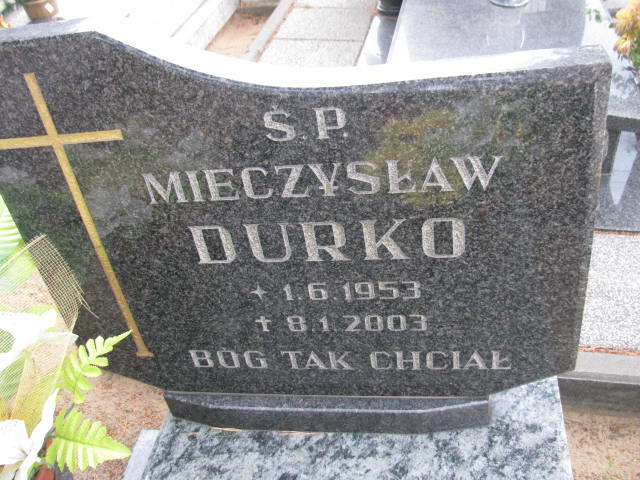 Ś.P.
MIECZYSŁAW
DURKO
1.6.1953
† 8.1.2003
BÓG TAK CHCIAŁ